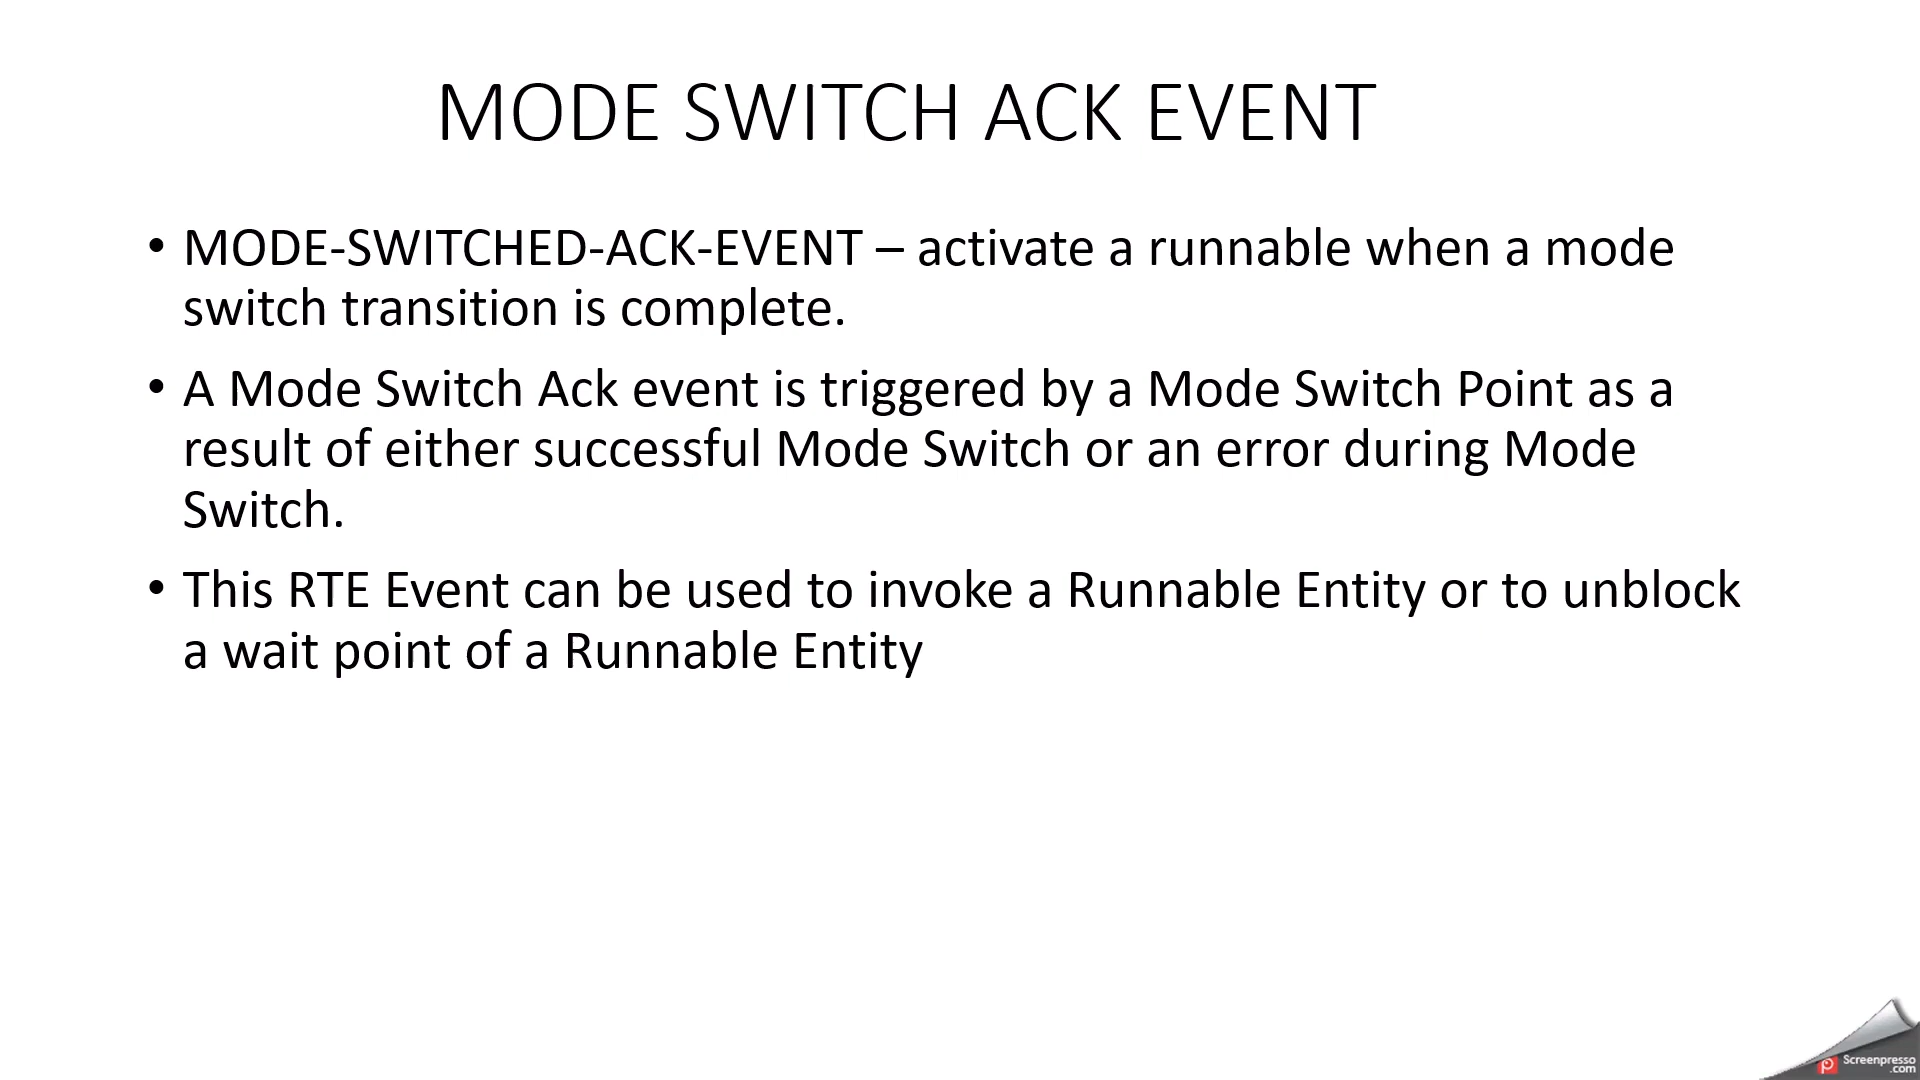 MODE SWITCH ACK EVENT
• MODE-SWITCHED-ACK-EVENT – activate a runnable when a mode
switch transition is complete.
• A Mode Switch Ack event is triggered by a Mode Switch Point as a
result of either successful Mode Switch or an error during Mode
Switch.
• This RTE Event can be used to invoke a Runnable Entity or to unblock
a wait point of a Runnable Entity
Screenpresso
.com